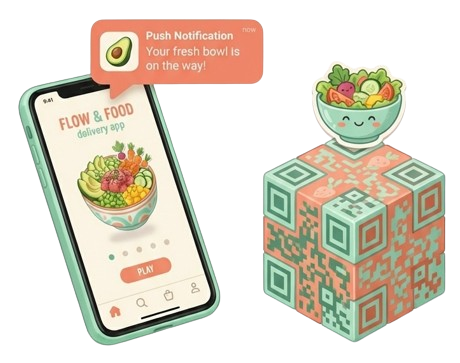 Push Notification
now
Your fresh bowl is
on the way!
9:41
FLOW & FOOD
delivery app
PLAY